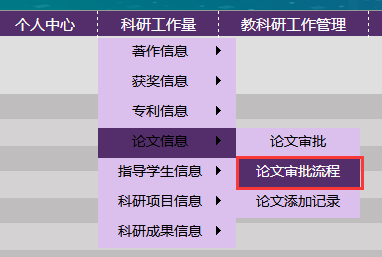 个人中心 科研工作量 教科研工作管理
著作信息
获奖信息
专利信息
论文信息 论文审批
指导学生信息 论文审批流程
科研项目信息 论文添加记录
科研成果信息